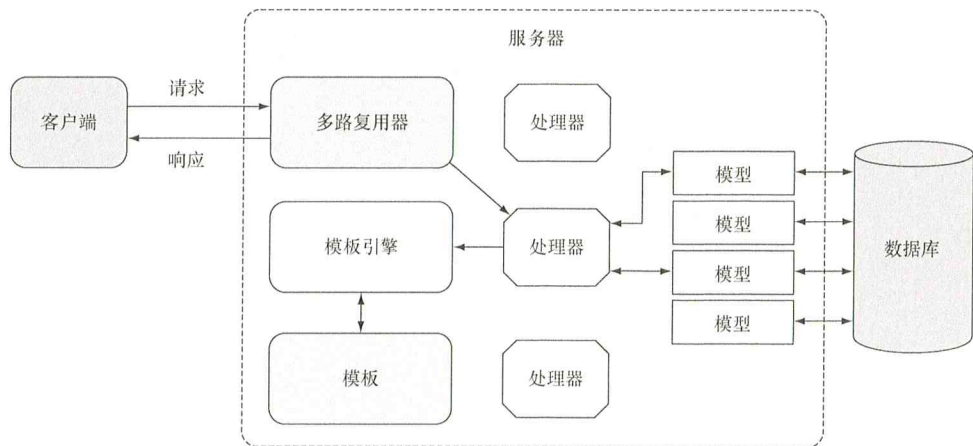 服务器
请求
客户端
多路复用器
处理器
响应
模型
模型
模板引擎
处理器
数据库
模型
模型
模板
处理器